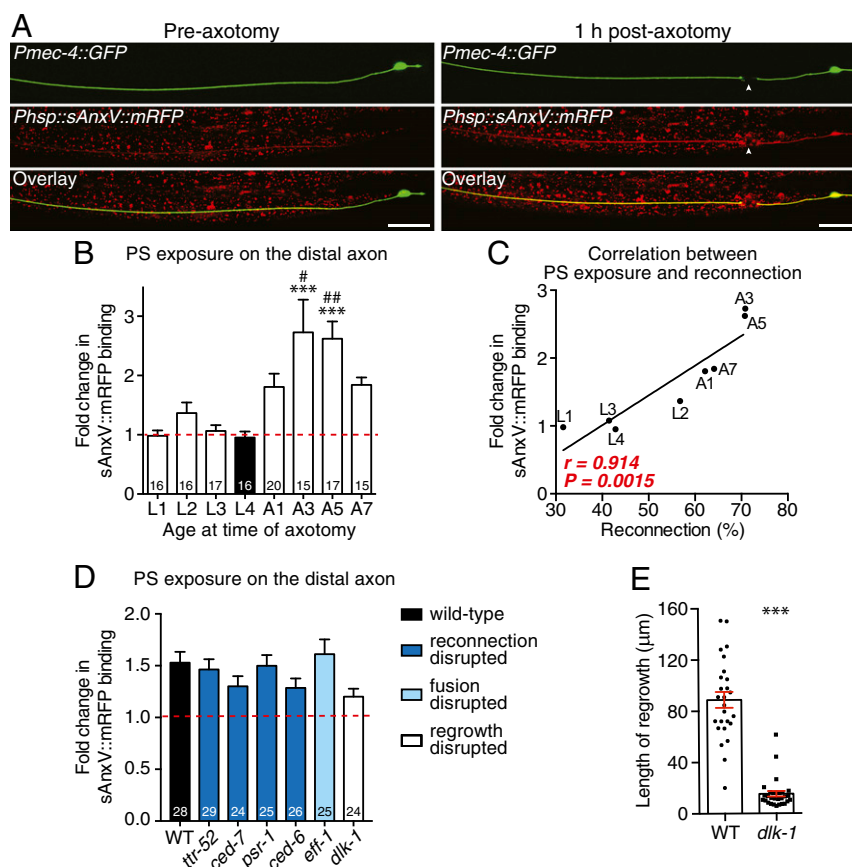 A
Pre-axotomy
1 h post-axotomy
Pmec-4::GFP
Pmec-4::GFP
Phsp::sAnxV::mRFP
Phsp::sAnxV::mRFP
Overlay
Overlay
B
PS exposure on the distal axon
Fold change in
sAnxV::mRFP binding
3
2
1
0
#
***
##
***
16
16
17
16
20
15
17
15
L1
L2
L3
L4
A1
A3
A5
A7
Age at time of axotomy
C
Correlation between
PS exposure and reconnection
Fold change in
sAnxV::mRFP binding
3
2
1
0
A3
A5
A1
A7
L2
L3
L4
L1
r = 0.914
P = 0.0015
30
40
50
60
70
80
Reconnection (%)
D
PS exposure on the distal axon
Fold change in
sAnxV::mRFP binding
2.0
1.5
1.0
0.5
0.0
28
29
24
25
26
25
24
WT
ttr-52
ced-7
psr-1
ced-6
eff-1
dlk-1
wild-type
reconnection
disrupted
fusion
disrupted
regrowth
disrupted
E
Length of regrowth (µm)
160
120
80
40
0
***
WT
dlk-1